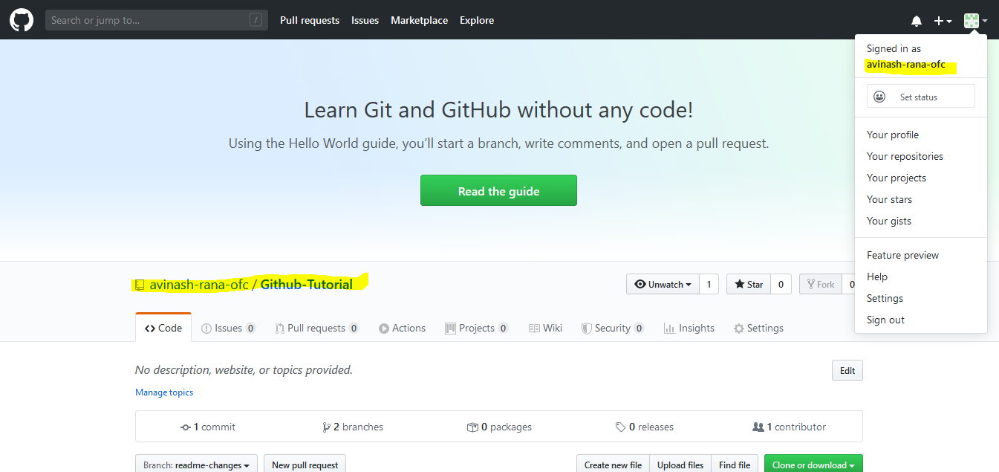 Search or jump to… / Pull requests Issues Marketplace Explore
Signed in as
avinash-rana-ofc
Set status
Your profile
Your repositories
Your projects
Your stars
Your gists
Feature preview
Help
Settings
Sign out
Learn Git and GitHub without any code!
Using the Hello World guide, you’ll start a branch, write comments, and open a pull request.
Read the guide
avinash-rana-ofc / Github-Tutorial Unwatch 1 Star 0 Fork 0
Code Issues 0 Pull requests 0 Actions Projects 0 Wiki Security 0 Insights Settings
No description, website, or topics provided. Edit
Manage topics
1 commit 2 branches 0 packages 0 releases 1 contributor
Branch: readme-changes New pull request Create new file Upload files Find file Clone or download